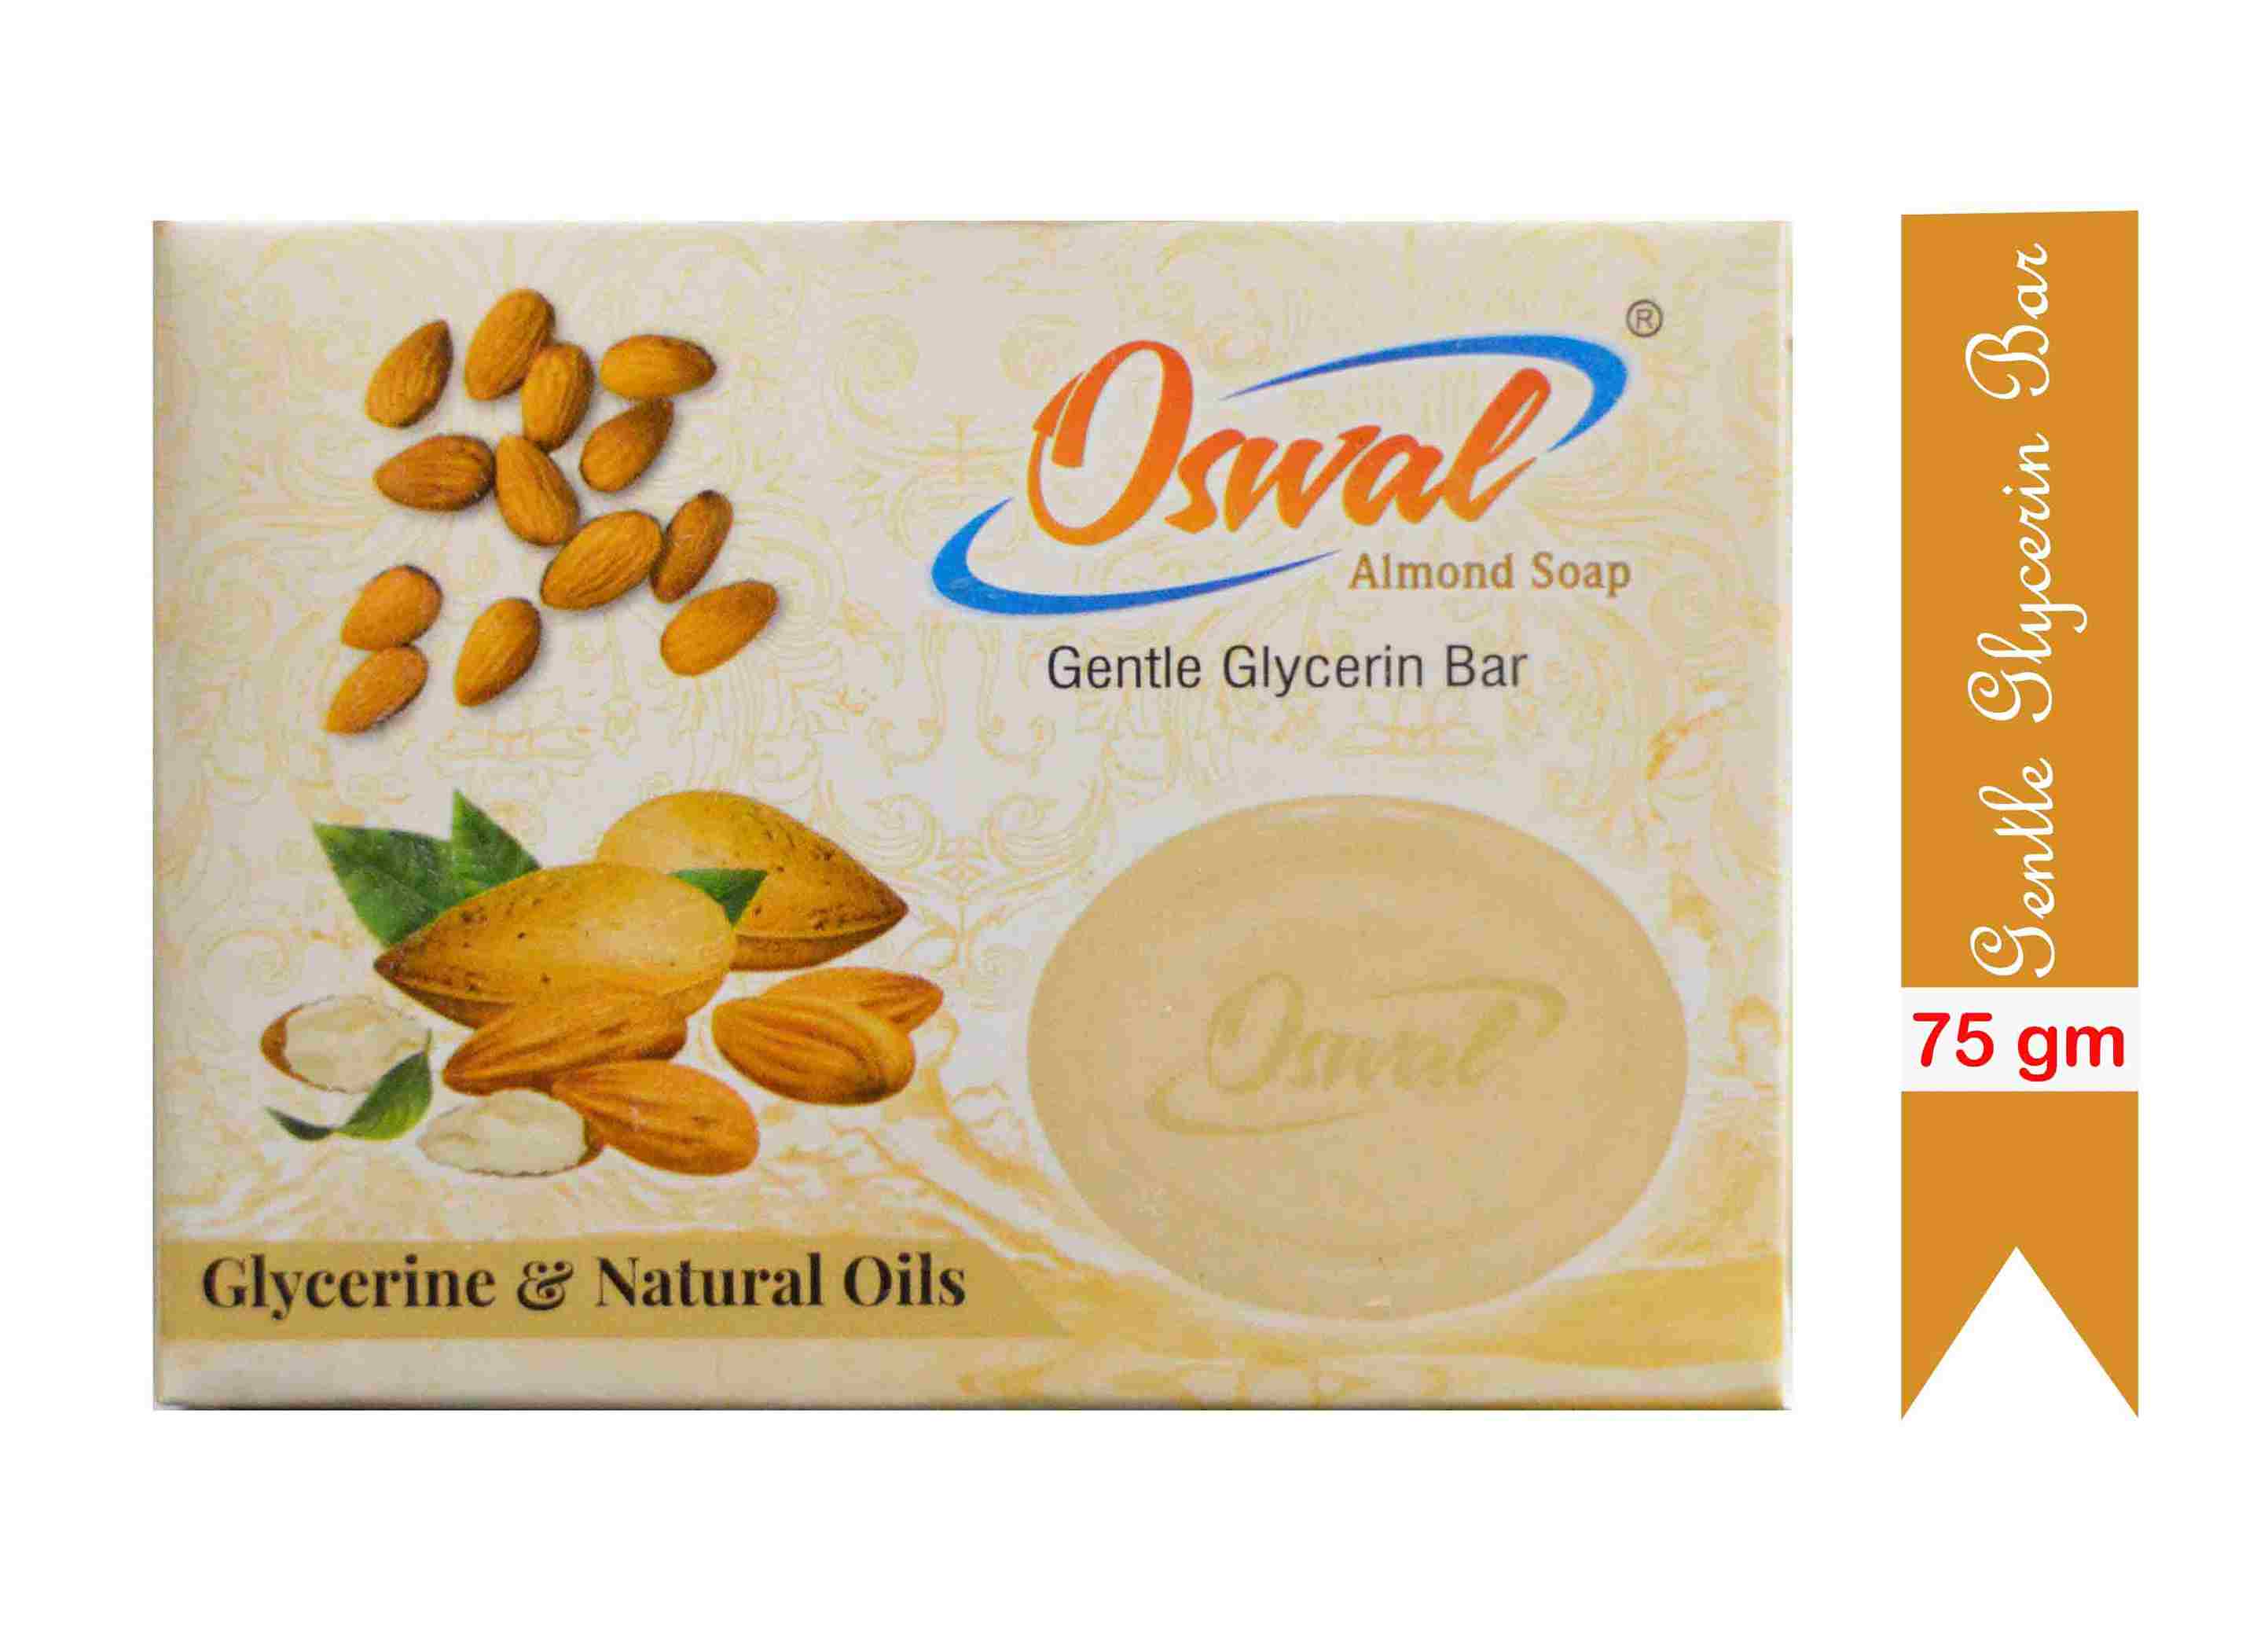 Oswal ®
Almond Soap
Gentle Glycerin Bar
Oswal
Glycerine & Natural Oils
Gentle Glycerin Bar
75 gm